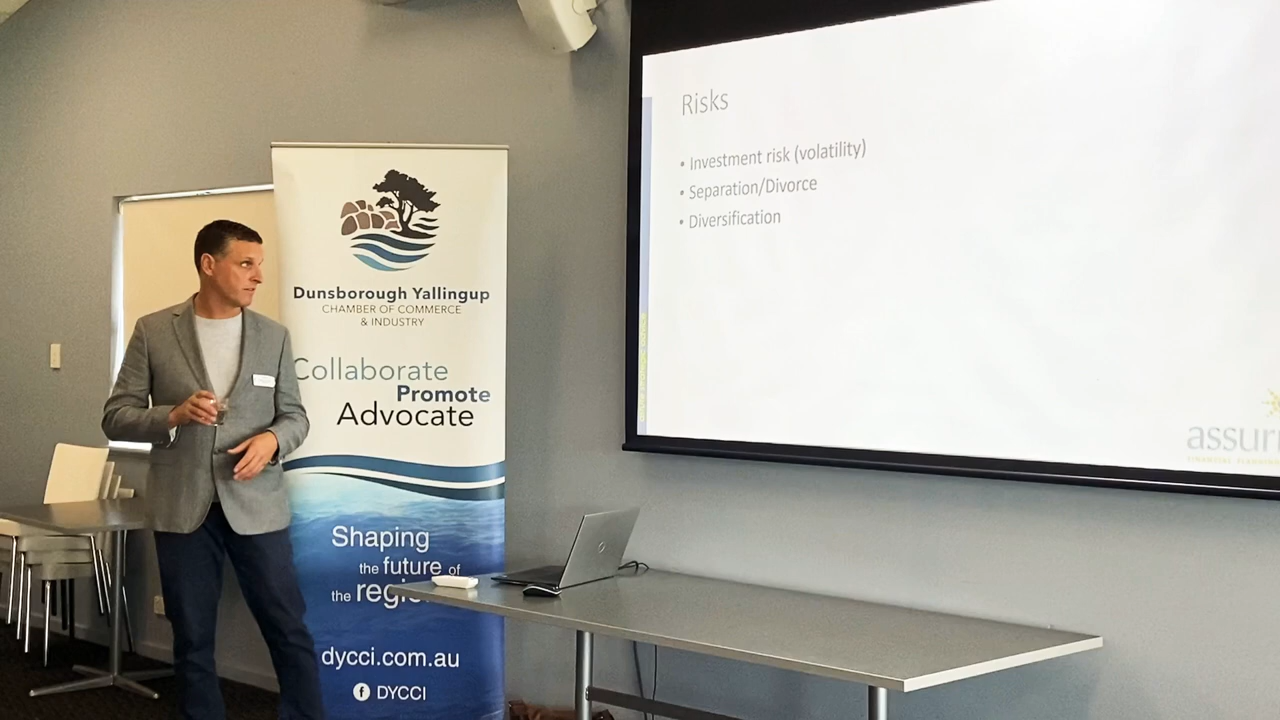 Dunsborough Yallingup
CHAMBER OF COMMERCE
& INDUSTRY
Collaborate
Promote
Advocate
Shaping
the future of
the
dycci.com.au
f DYCCI
Risks
• Investment risk (volatility)
• Separation/Divorce
• Diversification